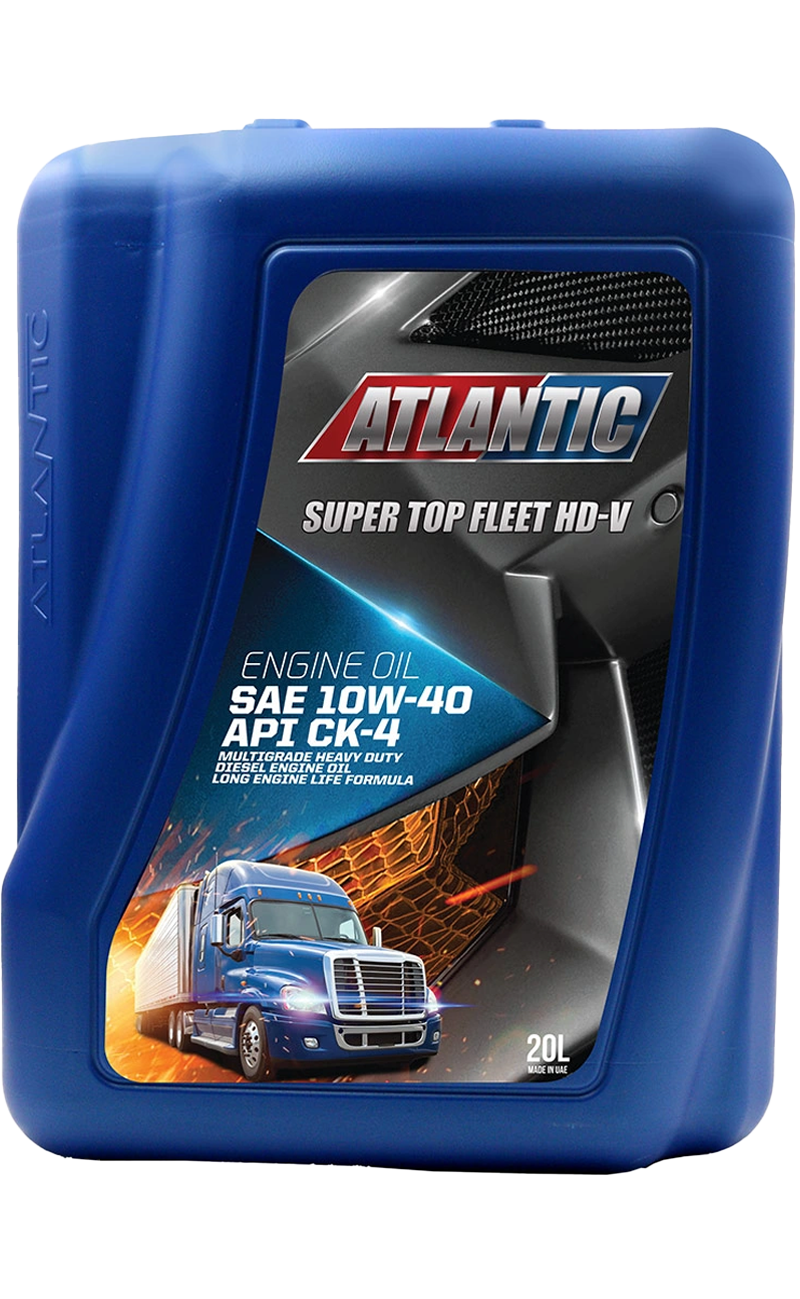 ATLANTIC
ATLANTIC
SUPER TOP FLEET HD-V
ENGINE OIL
SAE 10W-40
API CK-4
MULTIGRADE HEAVY DUTY
DIESEL ENGINE OIL
LONG ENGINE LIFE FORMULA
20L
MADE IN UAE